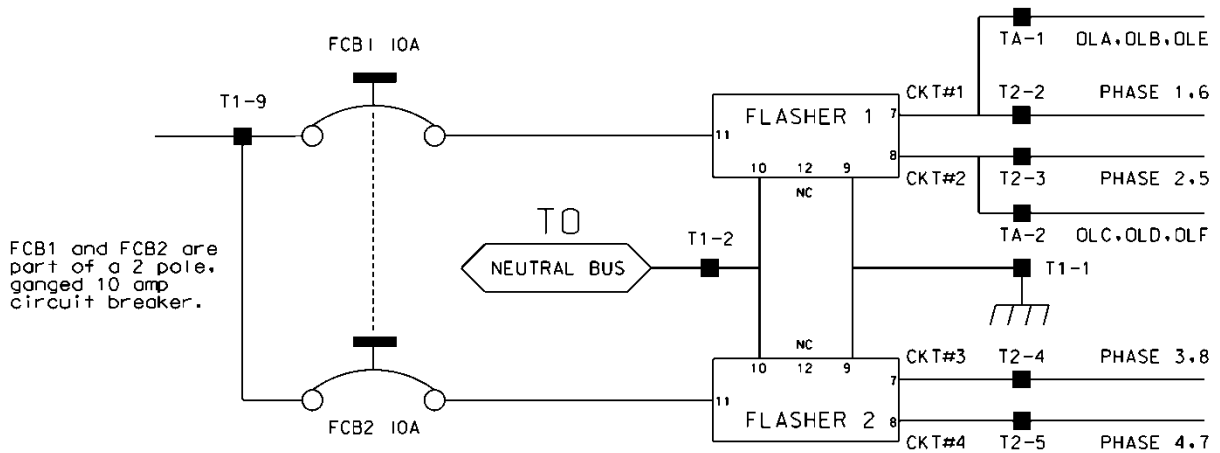 FCB1 10A
T1-9
TA-1 OLA,OLB,OLE
CKT#1 T2-2 PHASE 1,6
FLASHER 1
11
7
8
10 12 9
NC
CKT#2 T2-3 PHASE 2,5
TA-2 OLC,OLD,OLF
TO
NEUTRAL BUS
T1-2
T1-1
FCB1 and FCB2 are
part of a 2 pole,
ganged 10 amp
circuit breaker.
NC
10 12 9
CKT#3 T2-4 PHASE 3,8
7
11
FLASHER 2
8
FCB2 10A
CKT#4 T2-5 PHASE 4,7